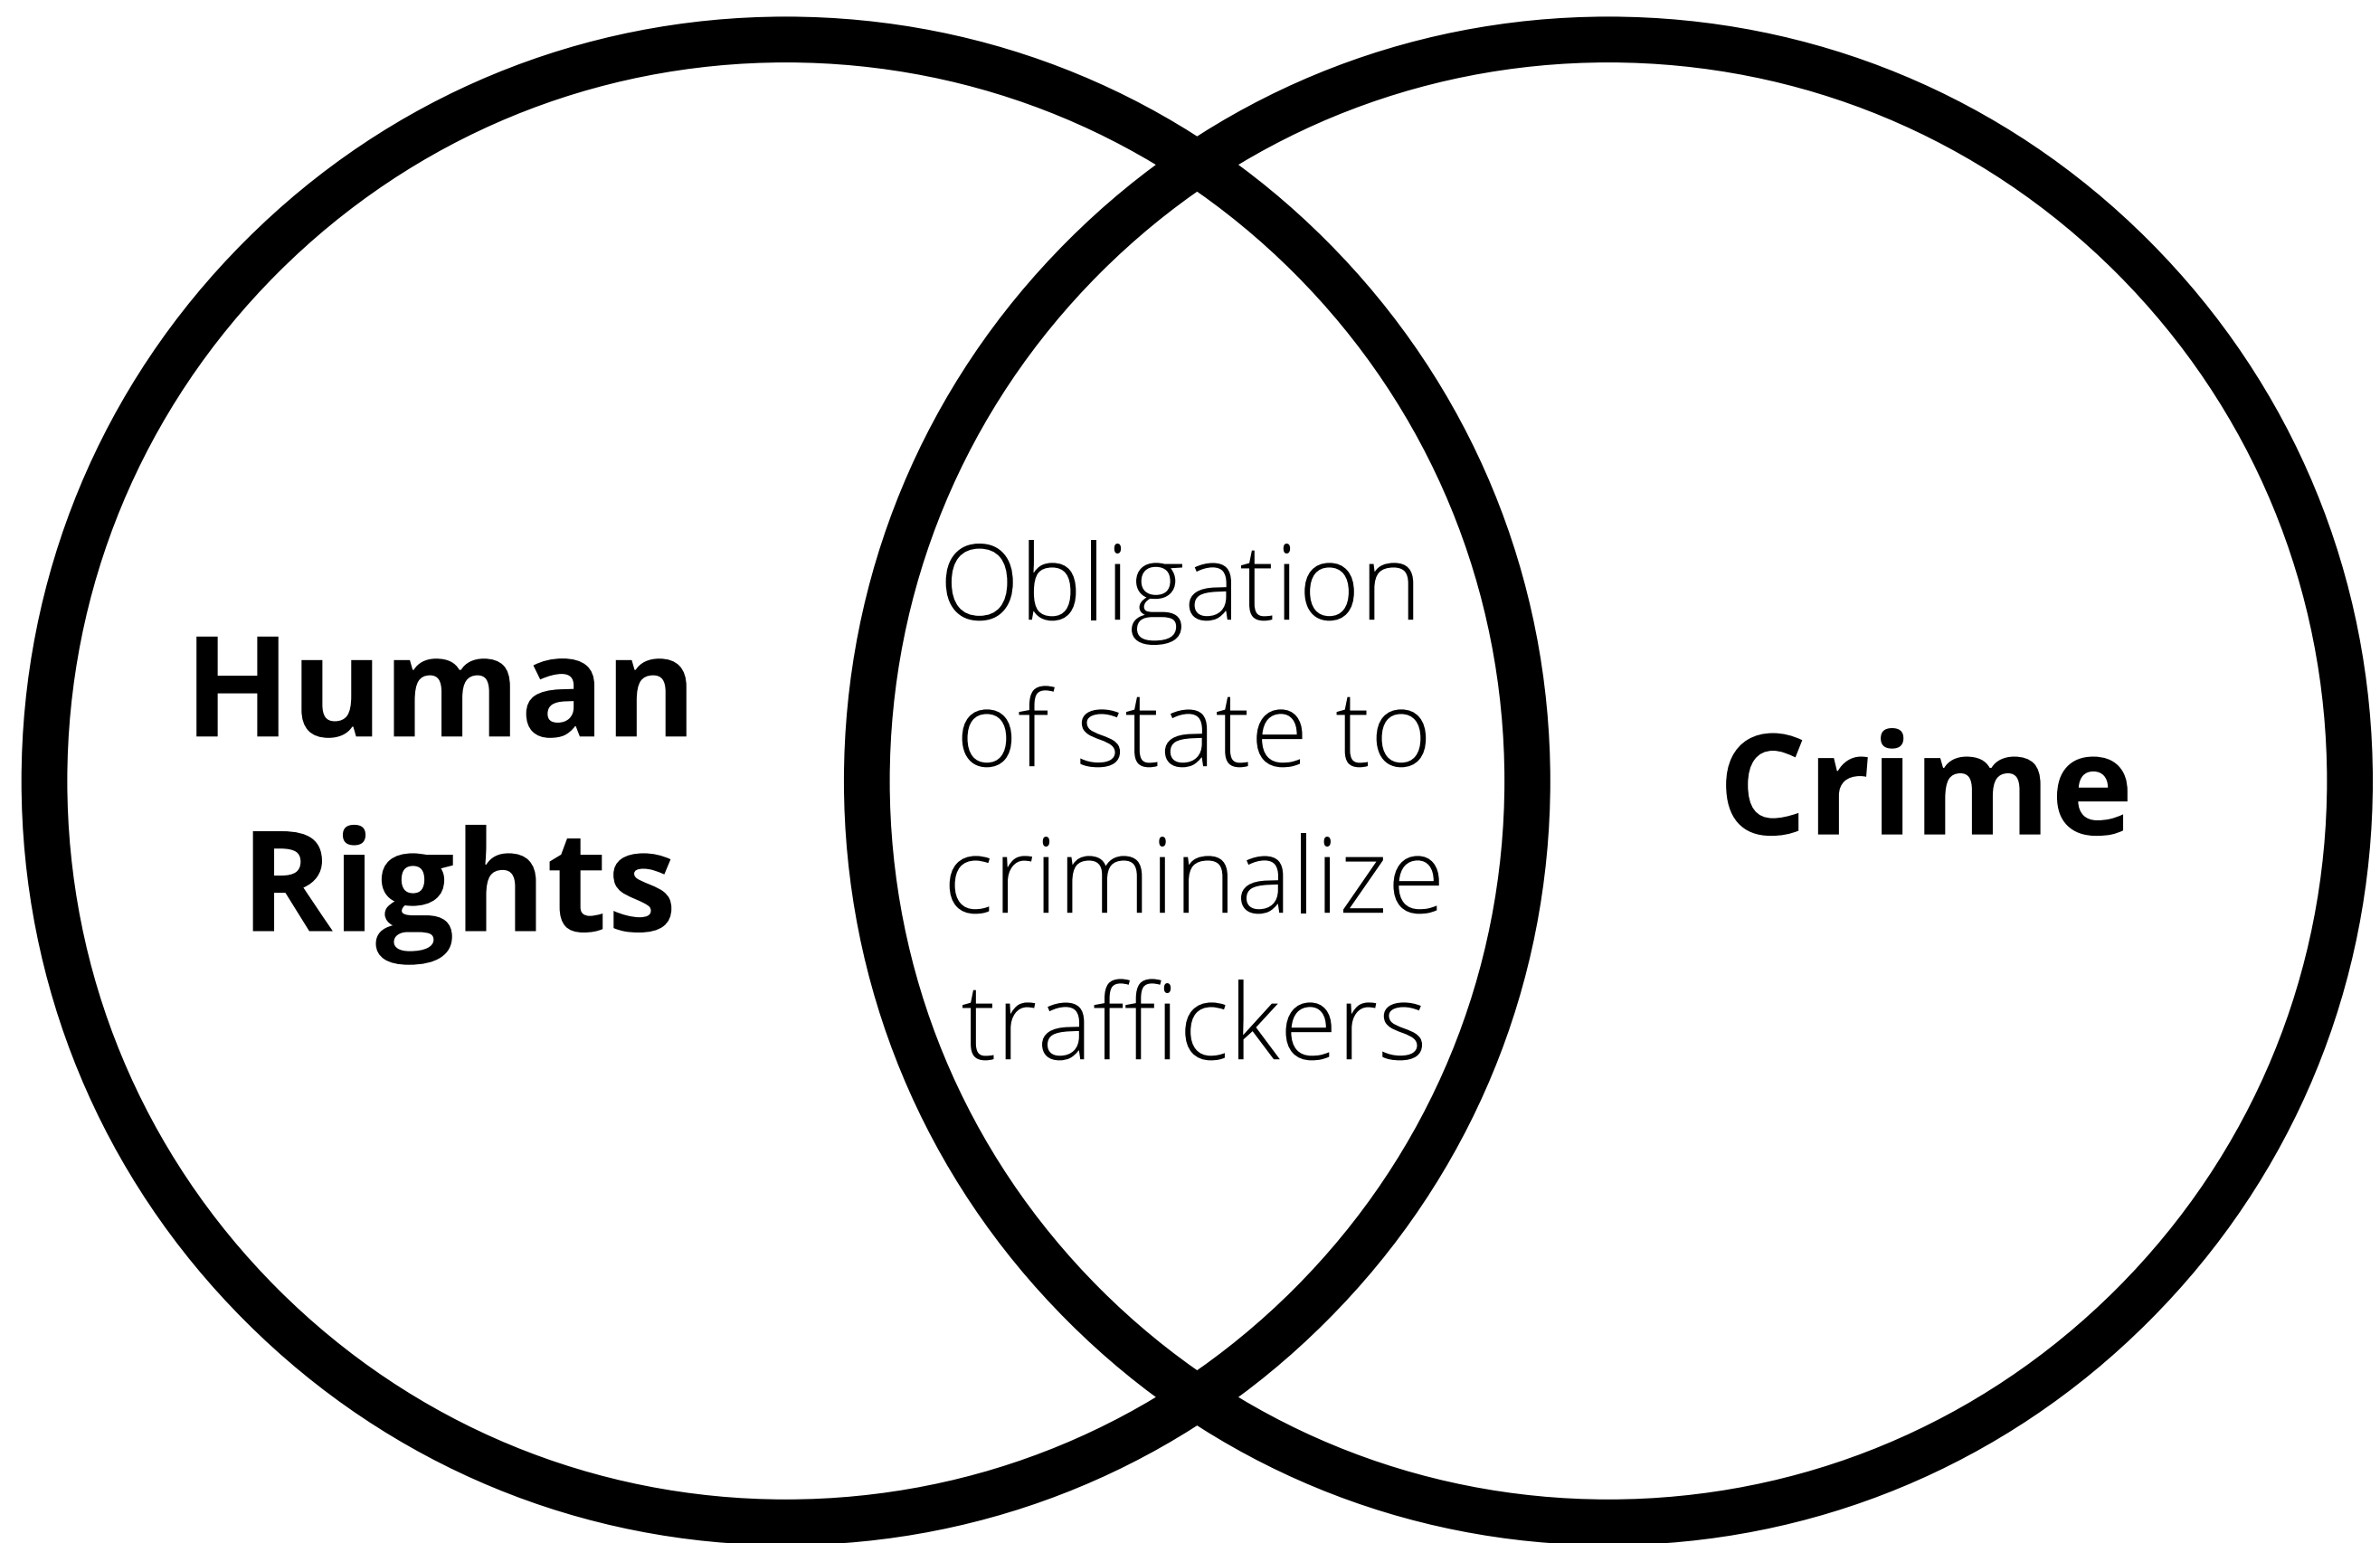 Human
Rights
Obligation
of state to
criminalize
traffickers
Crime